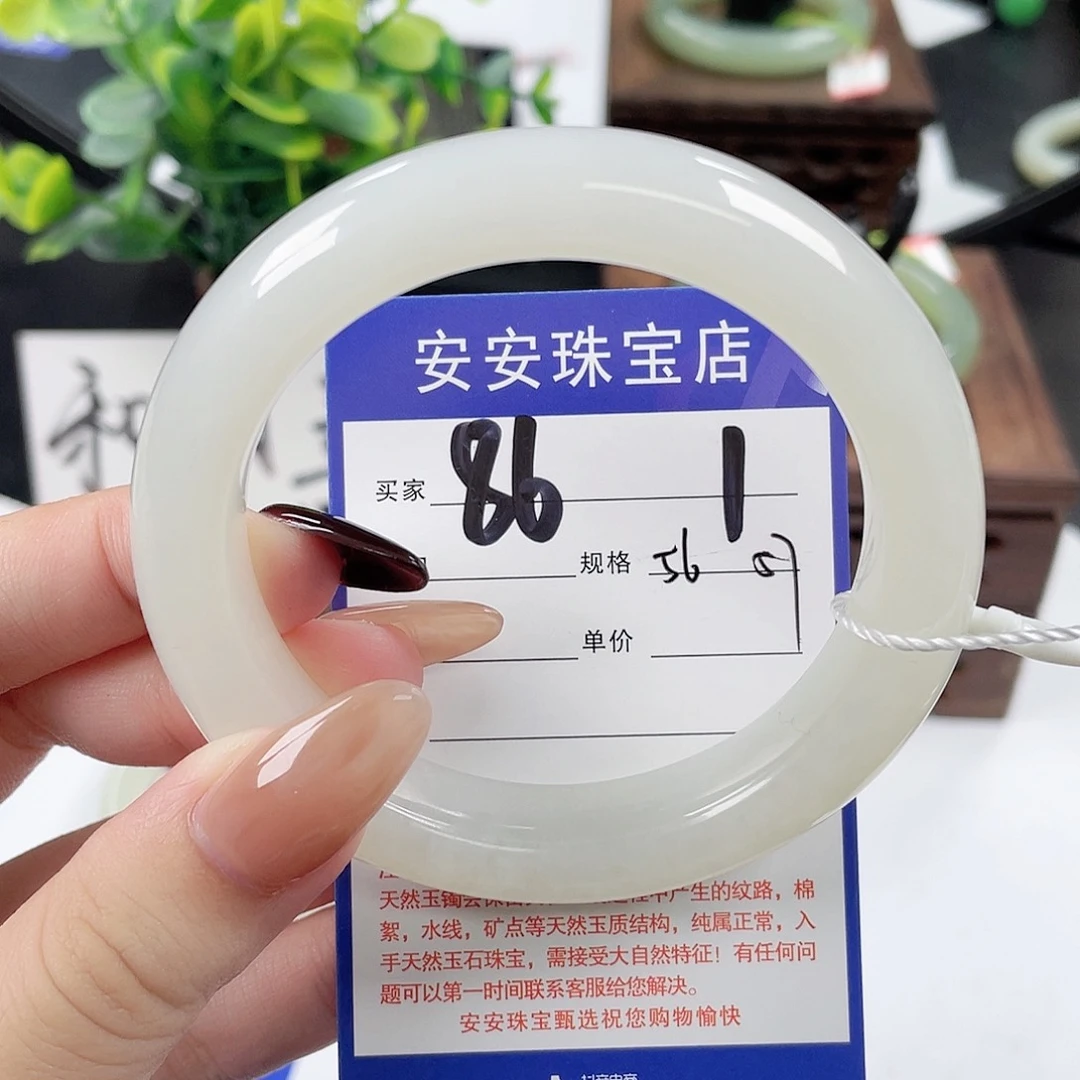 安安珠宝店
买家 86 1
规格 56 57
单价
天然玉镯会保留 产生的纹路，棉
絮，水线，矿点等天然玉质结构，纯属正常，入
手天然玉石珠宝，需接受大自然特征！有任何问
题可以第一时间联系客服给您解决。
安安珠宝甄选祝您购物愉快
和